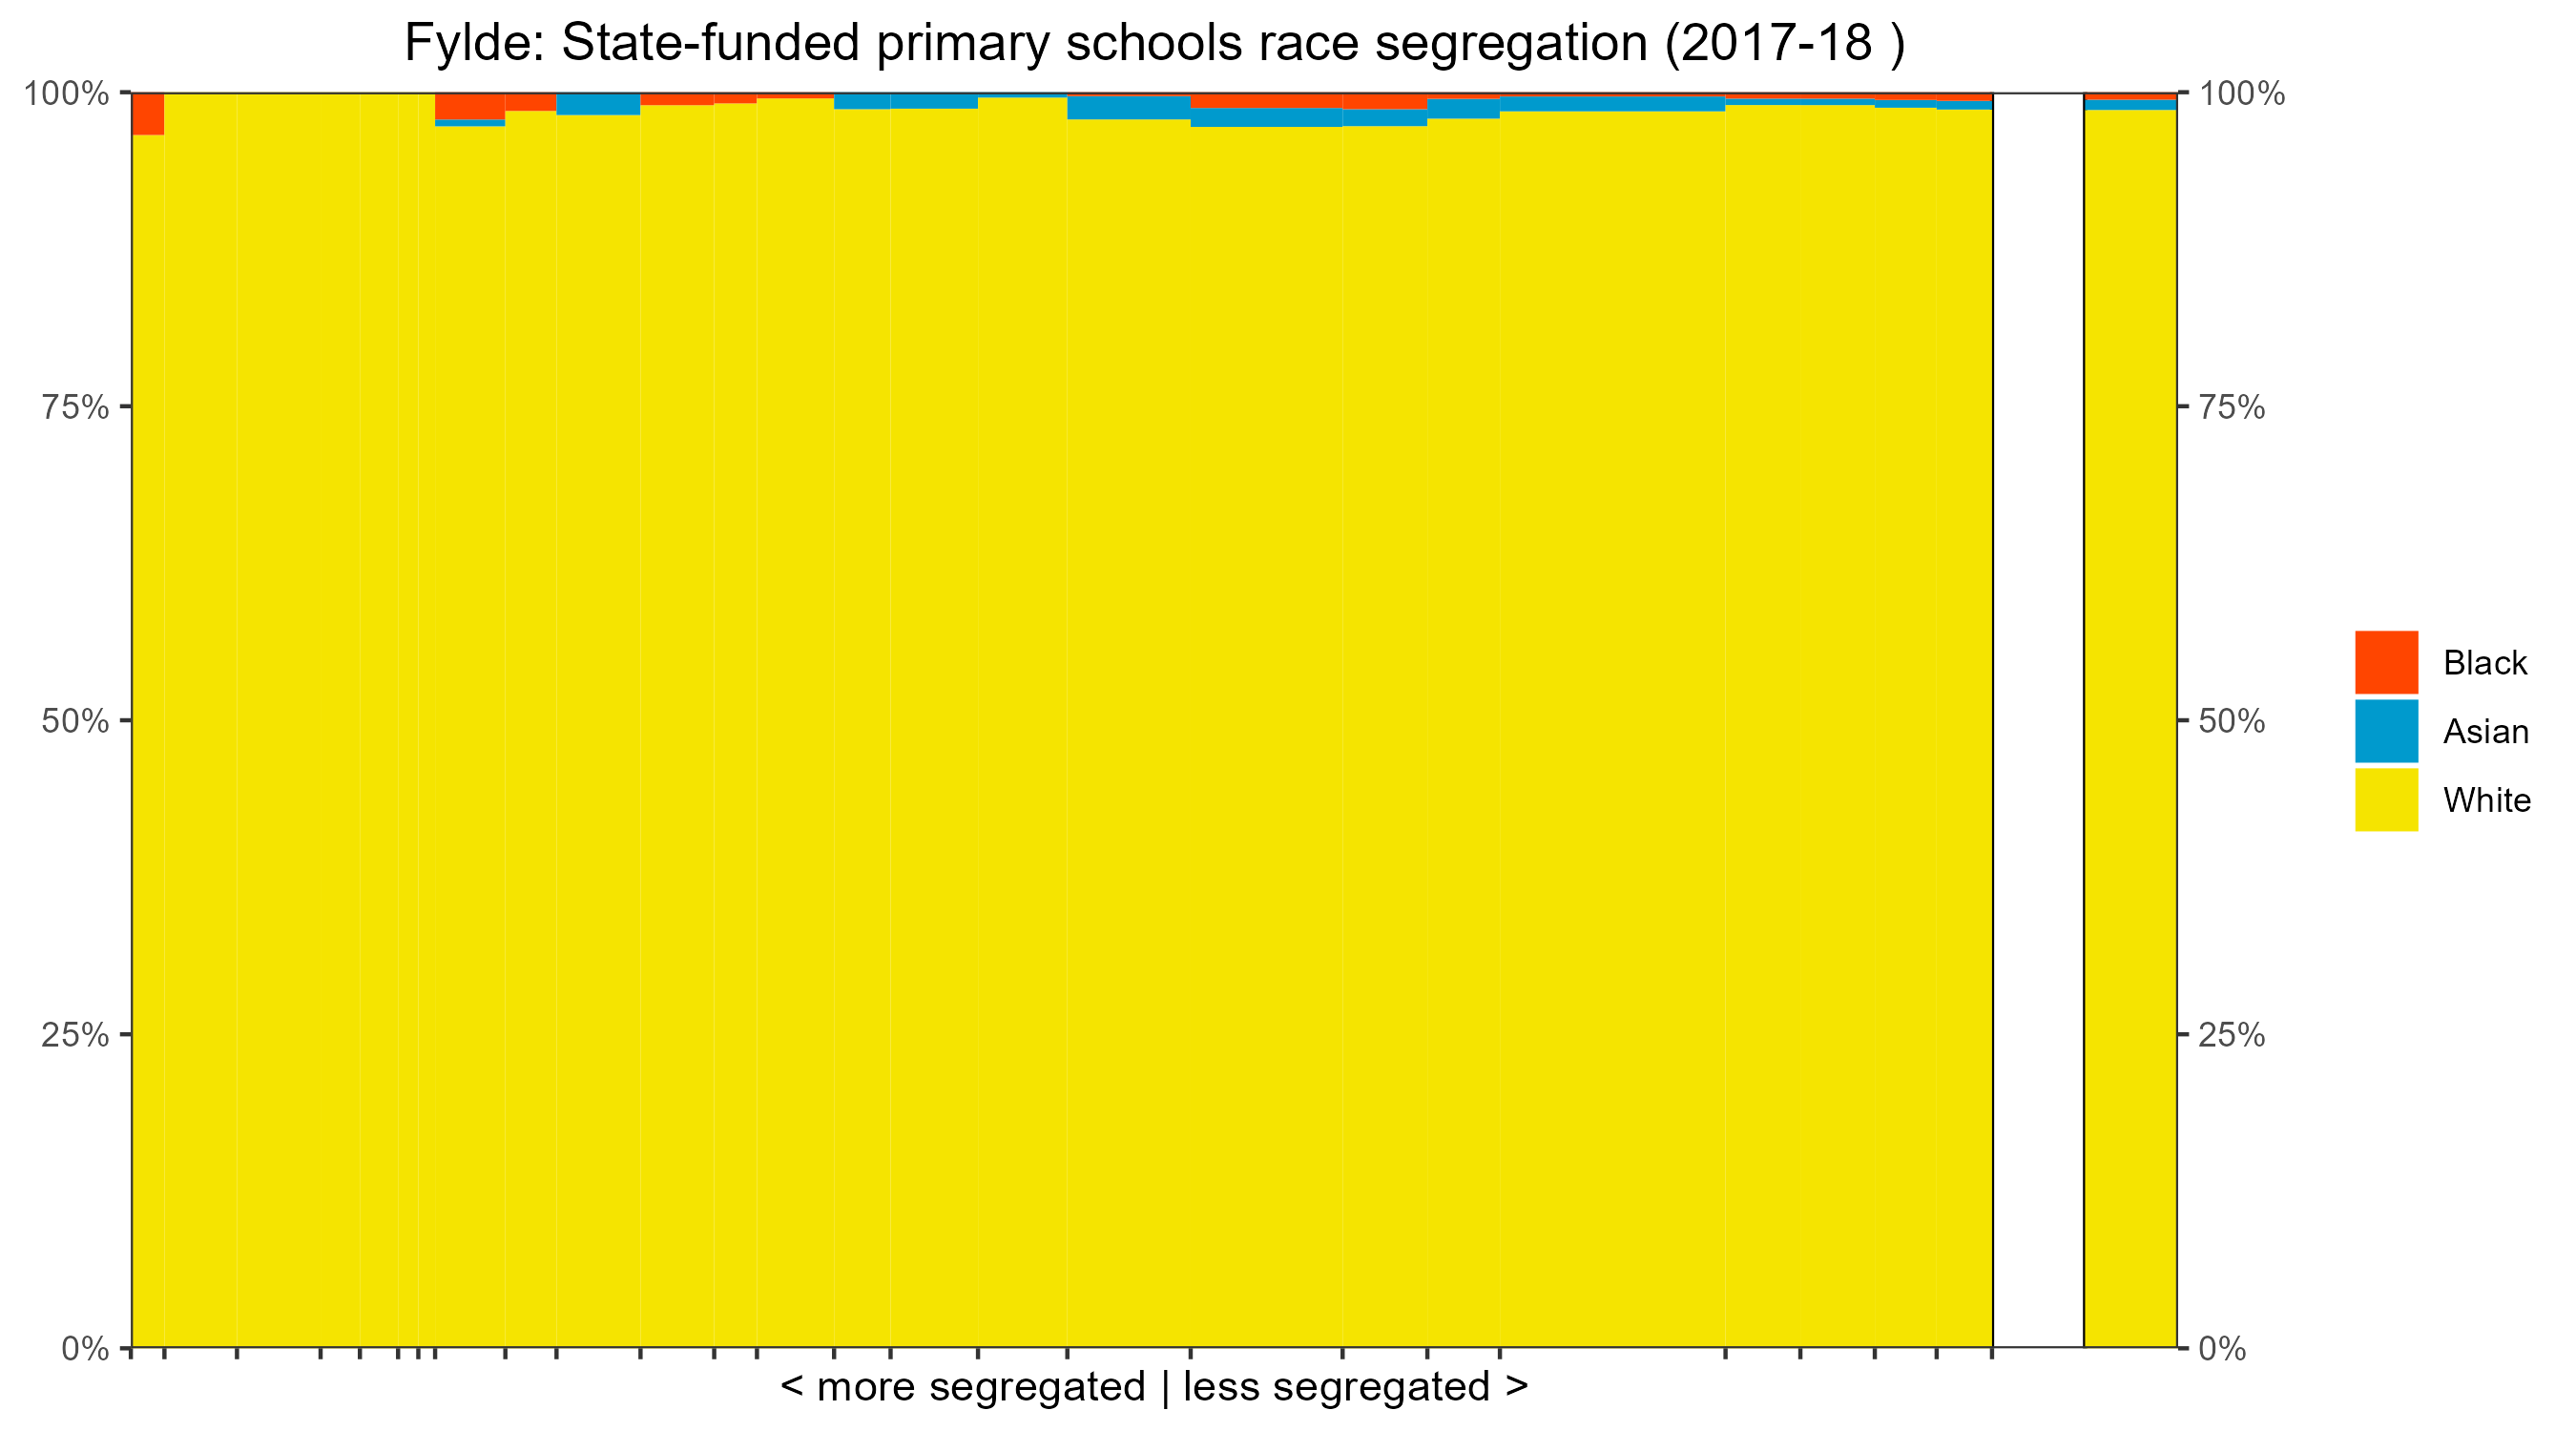 Fylde: State-funded primary schools race segregation (2017-18 )
100%
75%
50%
25%
0%
100%
75%
50%
25%
0%
Black
Asian
White
< more segregated | less segregated >